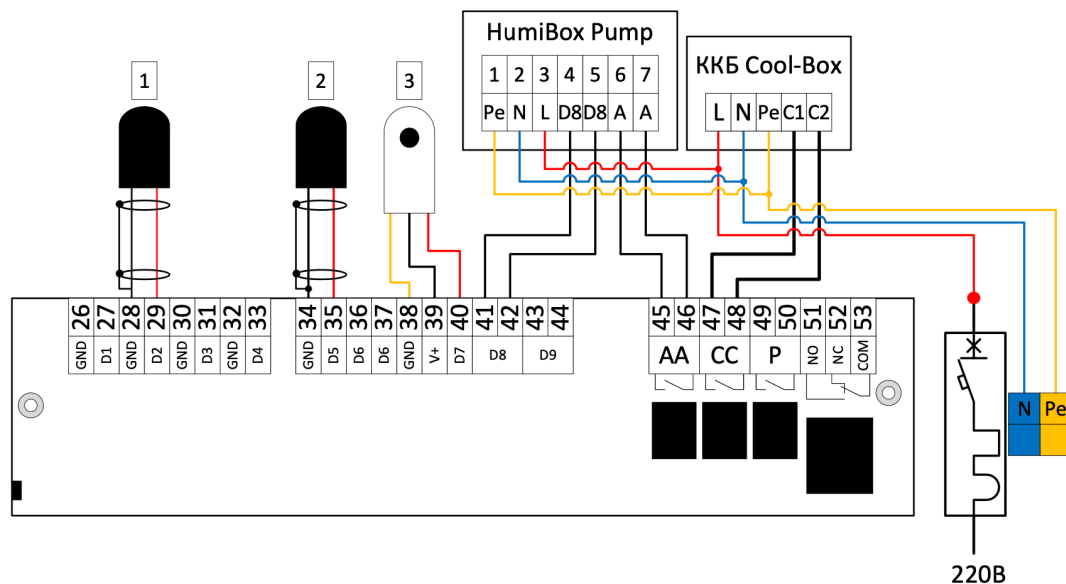 HumiBox Pump
ККБ Cool-Box
1
2
3
1 2 3 4 5 6 7
Pe N L D8 D8 A A
L N Pe C1 C2
26 27 28 29 30 31 32 33
GND D1 GND D2 GND D3 GND D4
34 35 36 37 38 39 40 41 42 43 44
GND D5 D6 D6 GND V+ D7 D8 D9
45 46 47 48 49 50 51 52 53
AA CC P NO NC COM
N Pe
220В